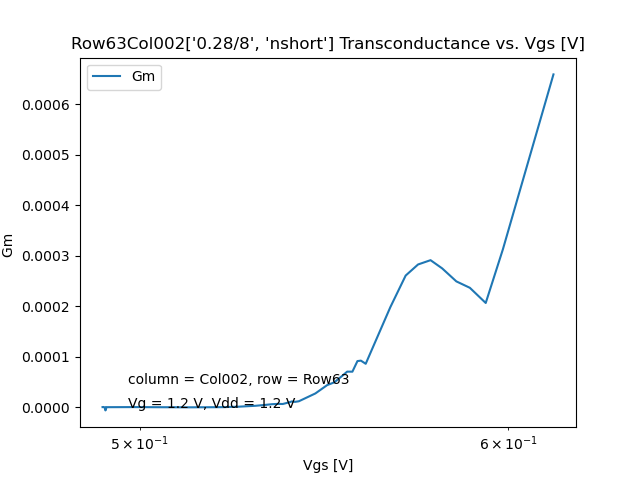 Row63Col002['0.28/8', 'nshort'] Transconductance vs. Vgs [V]
Gm
0.0006
0.0005
0.0004
0.0003
0.0002
0.0001
0.0000
Gm
column = Col002, row = Row63
Vg = 1.2 V, Vdd = 1.2 V
5 × 10⁻¹
6 × 10⁻¹
Vgs [V]